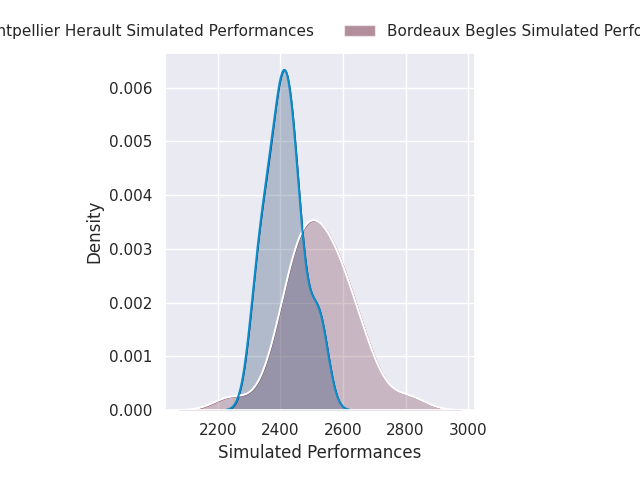 ntpellier Herault Simulated Performances Bordeaux Begles Simulated Perfo
0.006
0.005
0.004
0.003
0.002
0.001
0.000
Density
2200 2400 2600 2800 3000
Simulated Performances